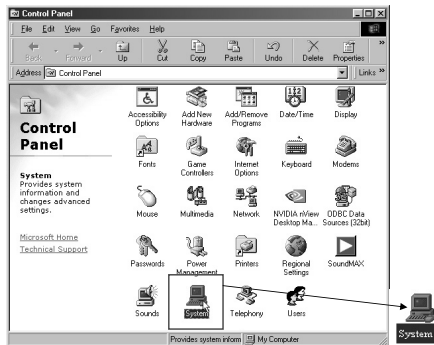 Control Panel
File Edit View Go Favorites Help
Back Forward Up Cut Copy Paste Undo Delete Properties »
Address Control Panel Links »
Control
Panel
System
Provides system
information and
changes advanced
settings.
Microsoft Home
Technical Support
Accessibility
Options
Add New
Hardware
Add/Remove
Programs
Date/Time
Display
Fonts
Game
Controllers
Internet
Options
Keyboard
Modems
Mouse
Multimedia
Network
NVIDIA nView
Desktop Ma...
ODBC Data
Sources (32bit)
Passwords
Power
Management
Printers
Regional
Settings
SoundMAX
Sounds
System
Telephony
Users
System
Provides system inform My Computer